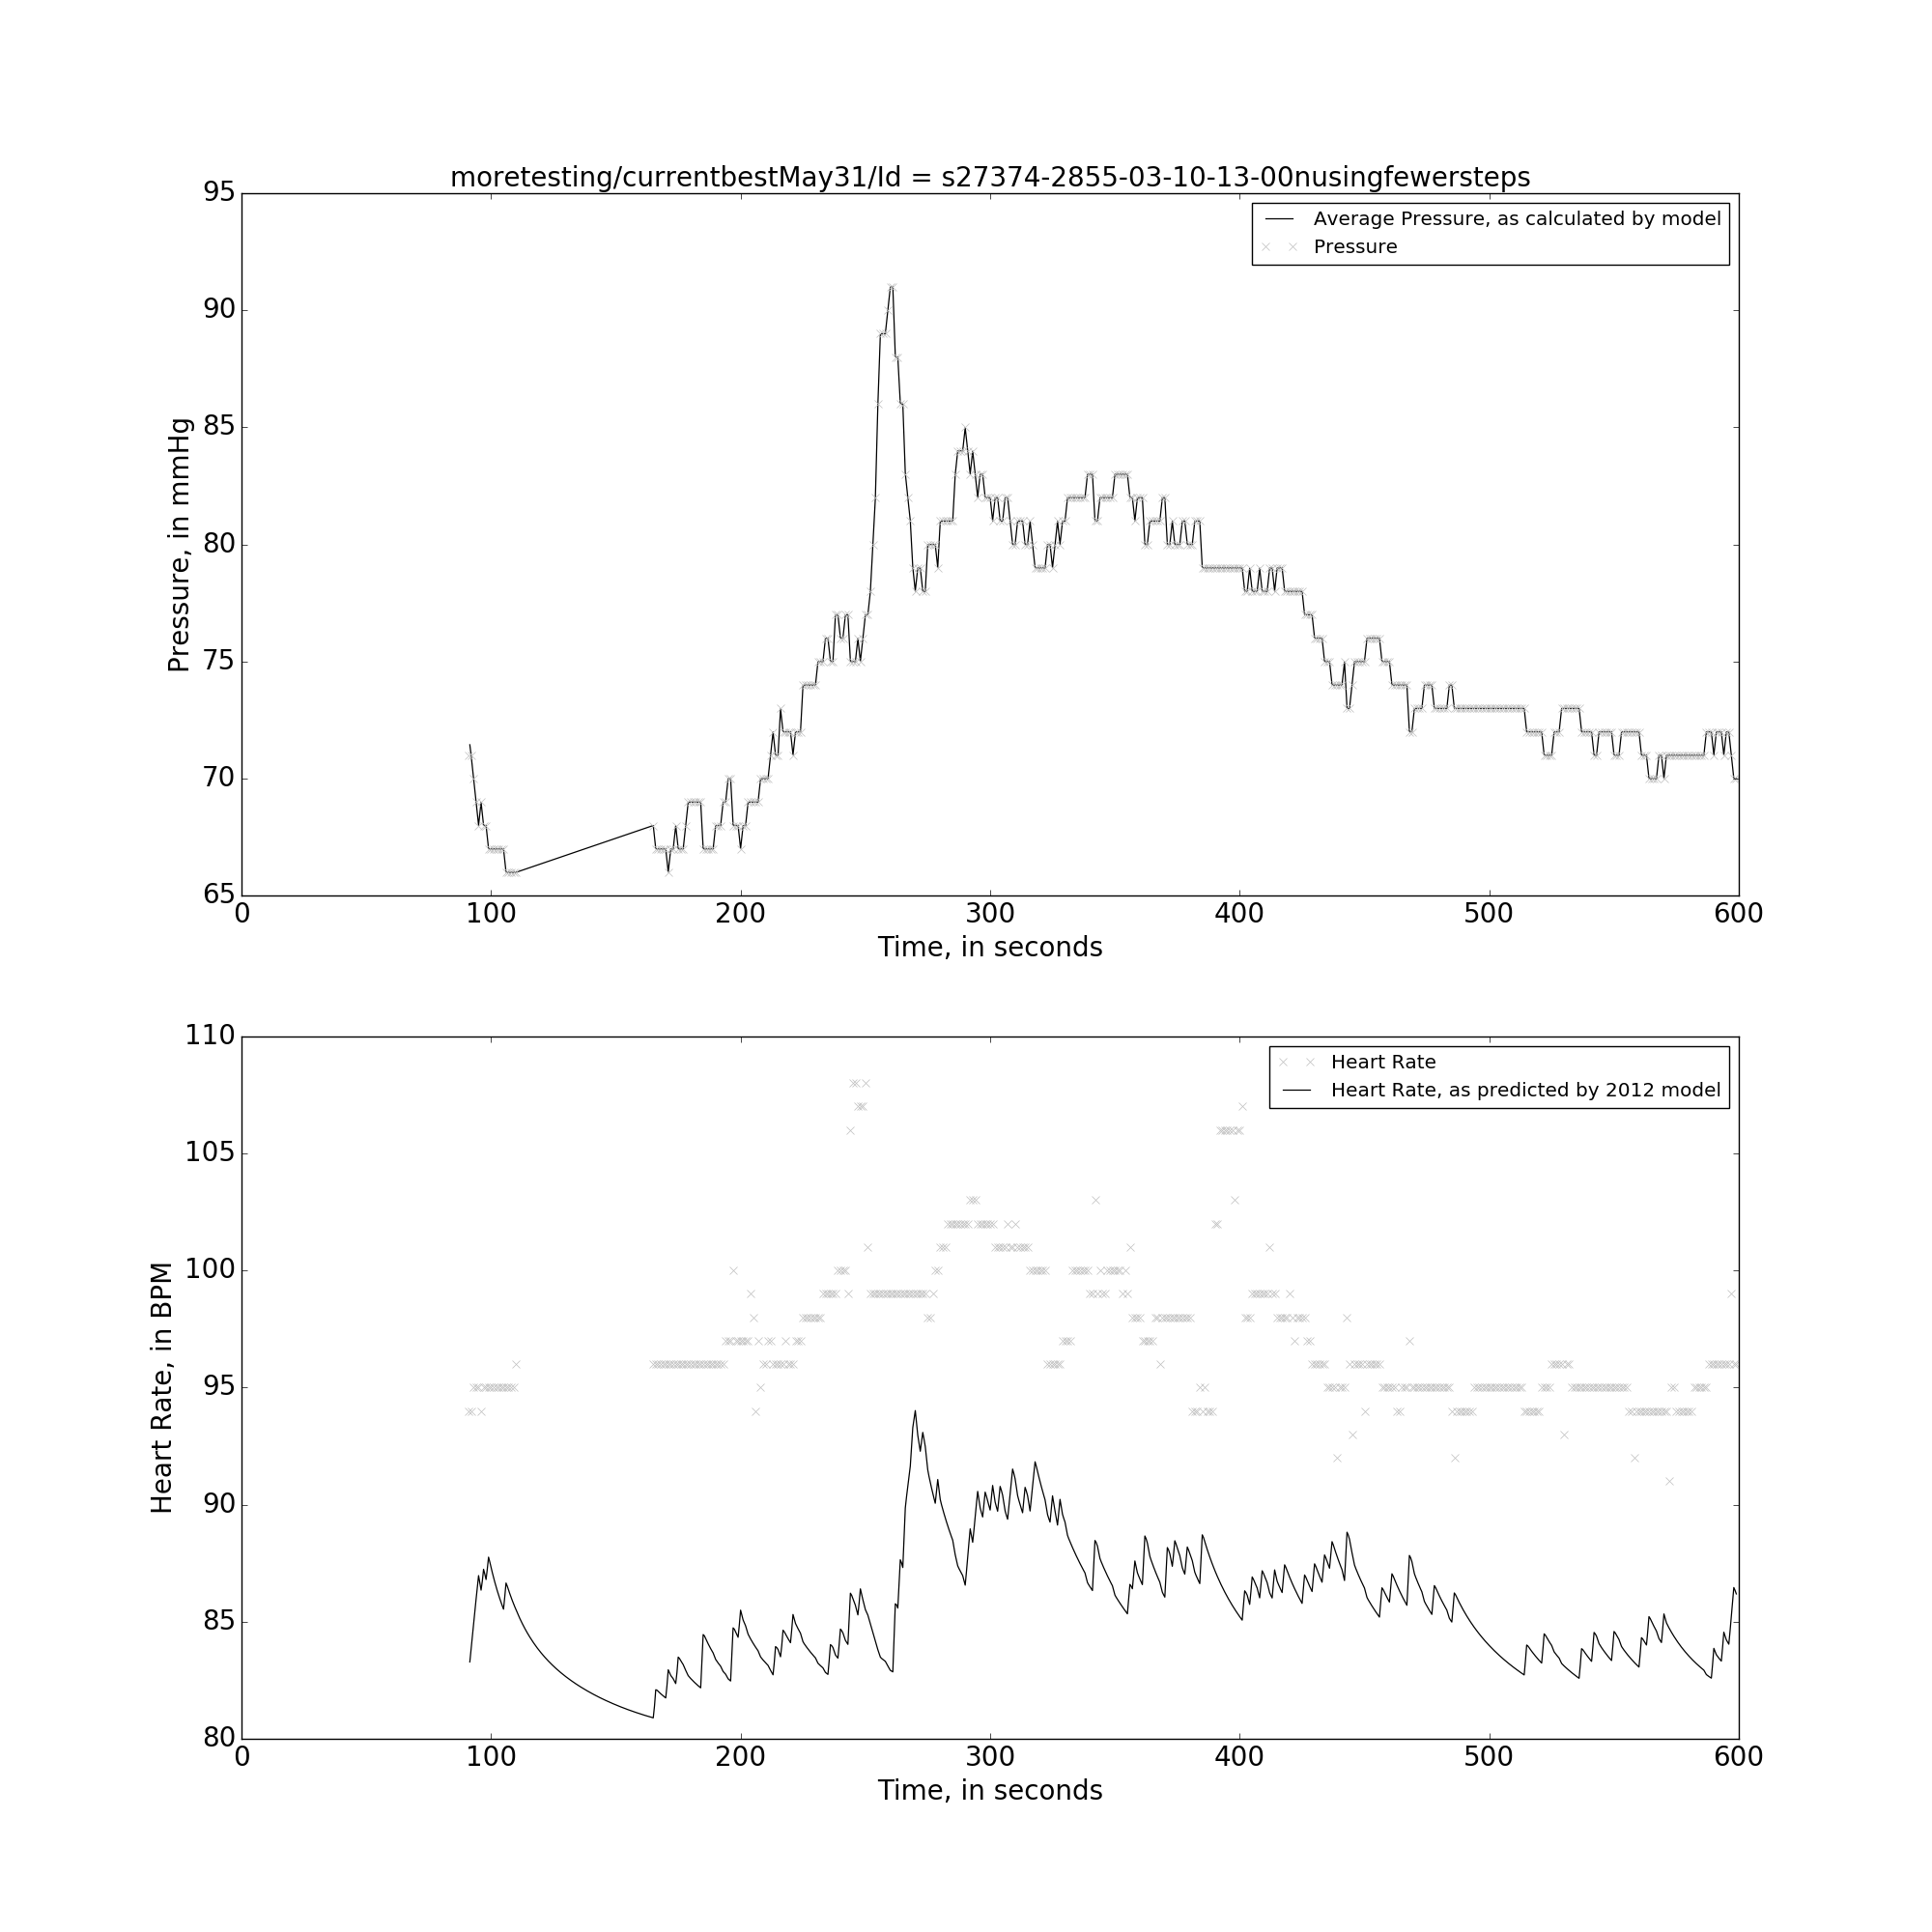 moretesting/currentbestMay31/Id = s27374-2855-03-10-13-00nusingfewersteps
95
90
85
80
75
70
65
Pressure, in mmHg
Average Pressure, as calculated by model
Pressure
0 100 200 300 400 500 600
Time, in seconds
110
105
100
95
90
85
80
Heart Rate, in BPM
Heart Rate
Heart Rate, as predicted by 2012 model
0 100 200 300 400 500 600
Time, in seconds